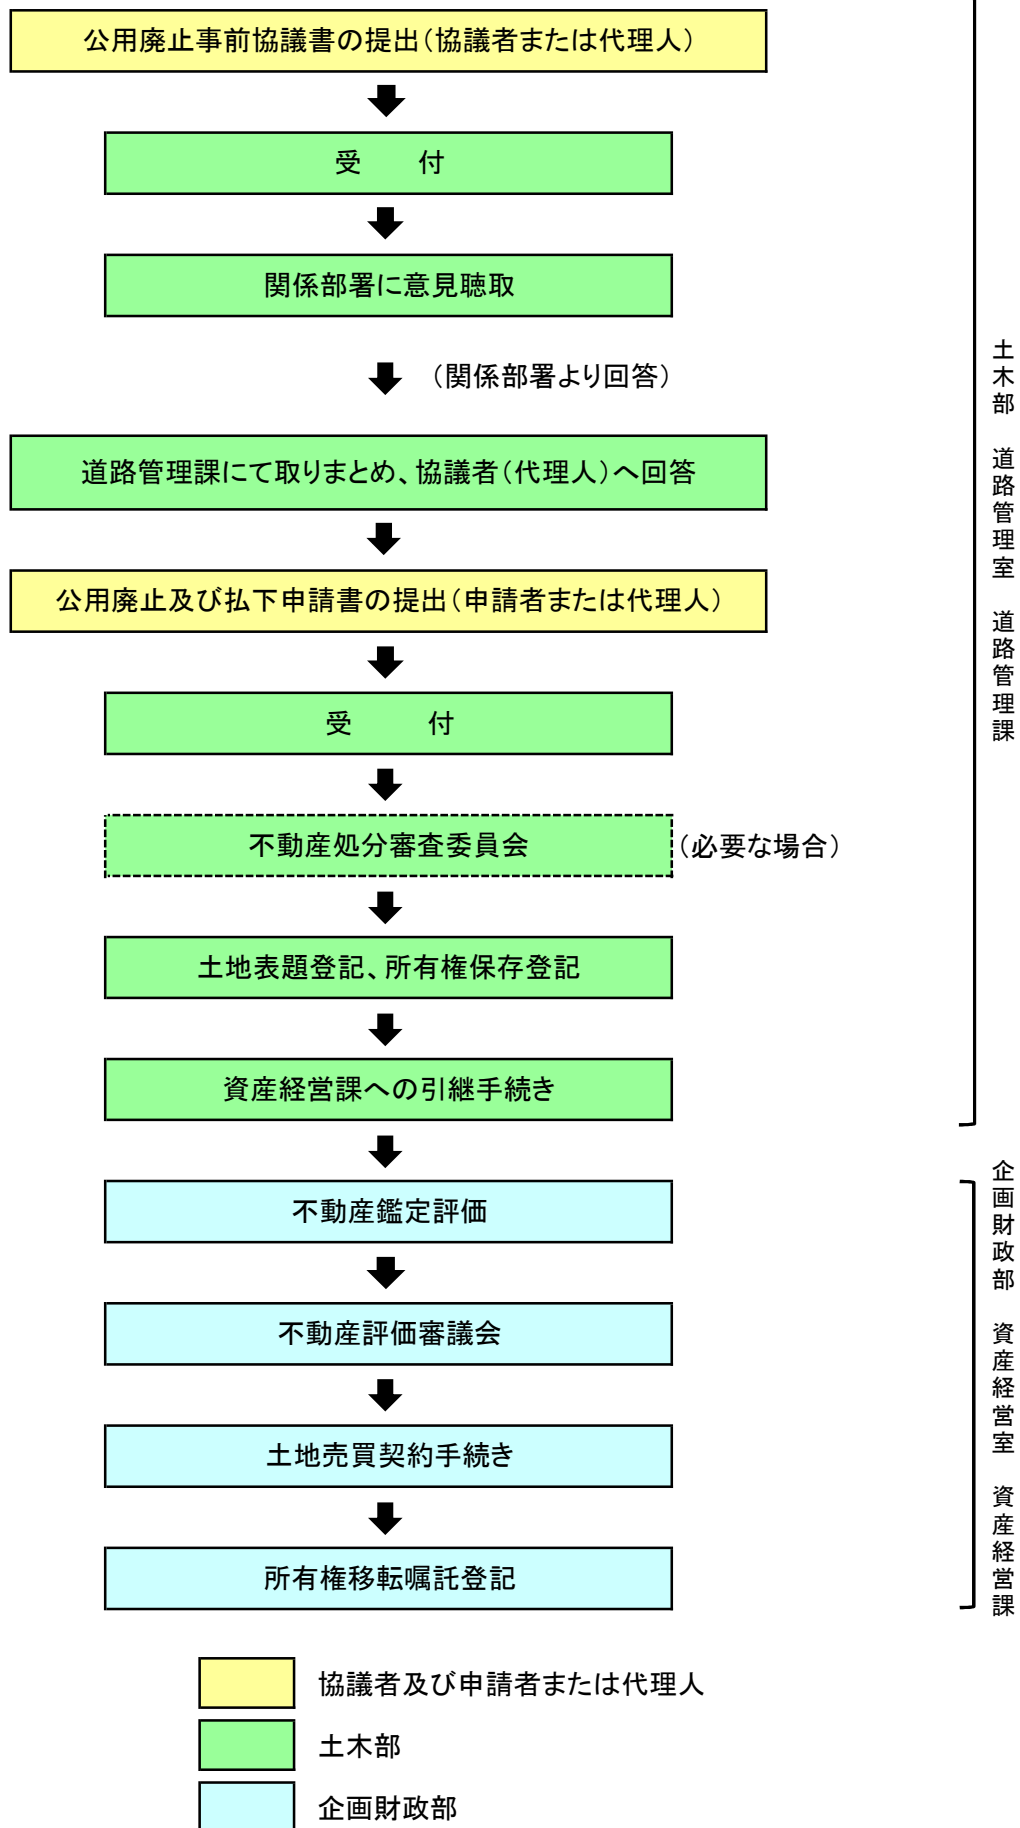 公用廃止事前協議書の提出（協議者または代理人）
受　　付
関係部署に意見聴取
（関係部署より回答）
道路管理課にて取りまとめ、協議者（代理人）へ回答
公用廃止及び払下申請書の提出（申請者または代理人）
受　　　付
不動産処分審査委員会
（必要な場合）
土地表題登記、所有権保存登記
資産経営課への引継手続き
土木部　道路管理室　道路管理課
不動産鑑定評価
不動産評価審議会
土地売買契約手続き
所有権移転嘱託登記
企画財政部　資産経営室　資産経営課
協議者及び申請者または代理人
土木部
企画財政部